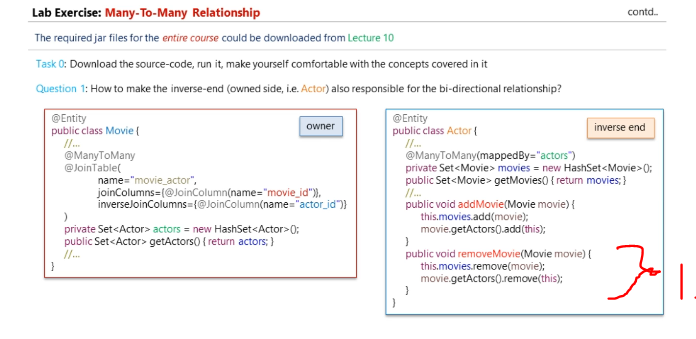 Lab Exercise: Many-To-Many Relationship
contd..
The required jar files for the entire course could be downloaded from Lecture 10
Task 0: Download the source-code, run it, make yourself comfortable with the concepts covered in it
Question 1: How to make the inverse-end (owned side, i.e. Actor) also responsible for the bi-directional relationship?
@Entity
public class Movie {
owner
//...
@ManyToMany
@JoinTable(
name="movie_actor",
joinColumns={@JoinColumn(name="movie_id")},
inverseJoinColumns={@JoinColumn(name="actor_id")}
)
private Set<Actor> actors = new HashSet<Actor>();
public Set<Actor> getActors() { return actors; }
//...
}
@Entity
public class Actor {
inverse end
//...
@ManyToMany(mappedBy="actors")
private Set<Movie> movies = new HashSet<Movie>();
public Set<Movie> getMovies() { return movies; }
//...
public void addMovie(Movie movie) {
this.movies.add(movie);
movie.getActors().add(this);
}
public void removeMovie(Movie movie) {
this.movies.remove(movie);
movie.getActors().remove(this);
}
}